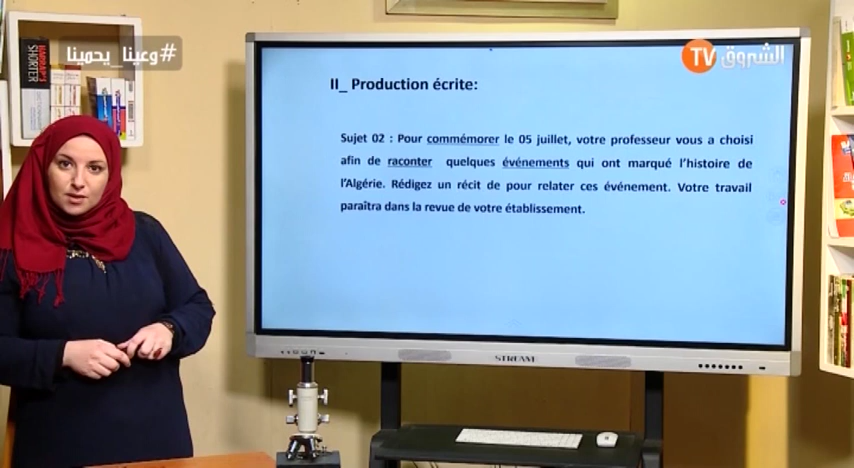 #وعينا_يحمينا
الشروق TV
II_ Production écrite:
Sujet 02 : Pour commémorer le 05 juillet, votre professeur vous a choisi
afin de raconter quelques événements qui ont marqué l'histoire de
l'Algérie. Rédigez un récit de pour relater ces événement. Votre travail
paraîtra dans la revue de votre établissement.
STREAM
SHORTER